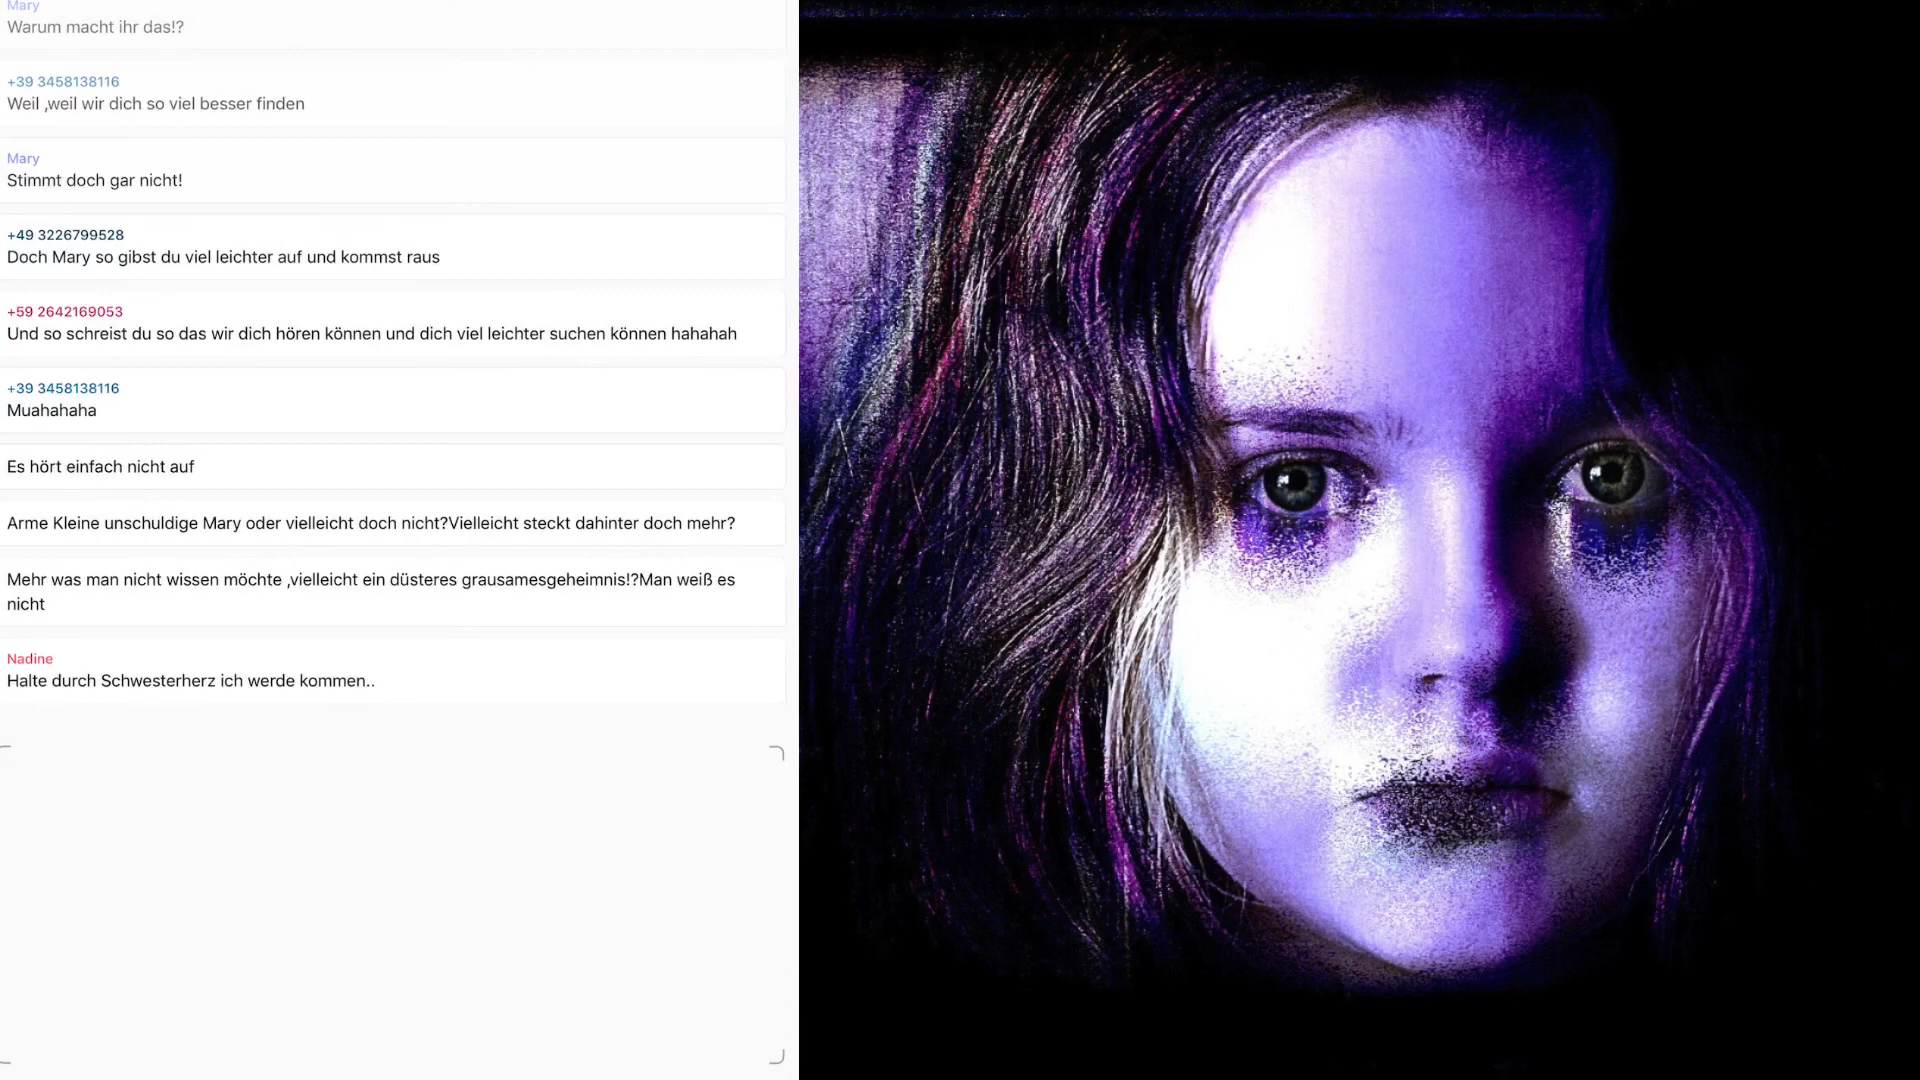 Mary
Warum macht ihr das!?
+39 3458138116
Weil ,weil wir dich so viel besser finden
Mary
Stimmt doch gar nicht!
+49 3226799528
Doch Mary so gibst du viel leichter auf und kommst raus
+59 2642169053
Und so schreist du so das wir dich hören können und dich viel leichter suchen können hahahah
+39 3458138116
Muahahaha
Es hört einfach nicht auf
Arme Kleine unschuldige Mary oder vielleicht doch nicht?Vielleicht steckt dahinter doch mehr?
Mehr was man nicht wissen möchte ,vielleicht ein düsteres grausamesgeheimnis!?Man weiß es
nicht
Nadine
Halte durch Schwesterherz ich werde kommen..